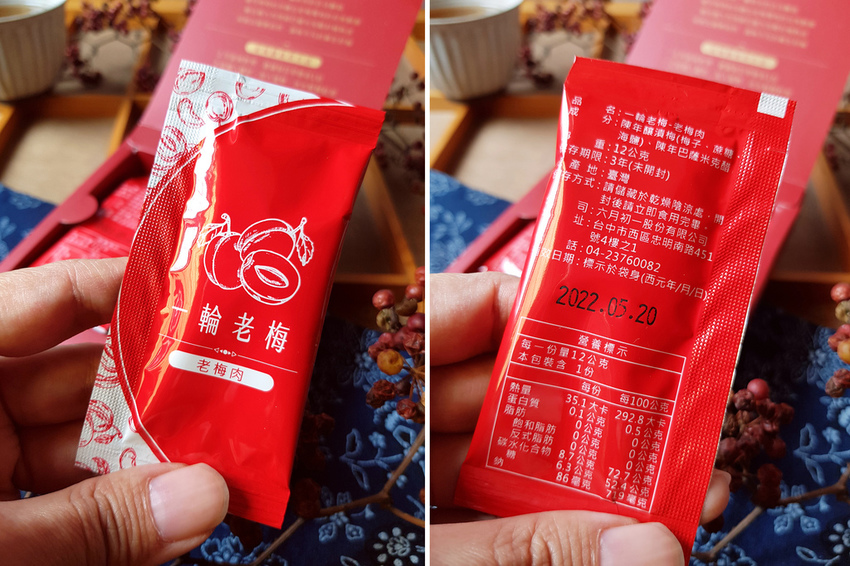 一輪老梅
老梅肉
品 名：一輪老梅-老梅肉
成 分：陳年釀漬梅(梅子、蔗糖、
海鹽)、陳年巴薩米克醋
重：12公克
存期限：3年(未開封)
產 地：臺灣
存方式：請儲藏於乾燥陰涼處，開
封後請立即食用完畢。
司：六月初一股份有限公司
址：台中市西區忠明南路451
號4樓之1
話：04-23760082
日期：標示於袋身(西元年/月/日)
2022.05.20
營養標示
每一份量12公克
本包裝含 1份
每份 每100公克
熱量 35.1大卡 292.8大卡
蛋白質 0.1公克 0.5公克
脂肪 0公克 0公克
飽和脂肪 0公克 0公克
反式脂肪 0公克 0公克
碳水化合物 8.7公克 72.7公克
糖 6.3公克 52.4公克
鈉 86毫克 719毫克